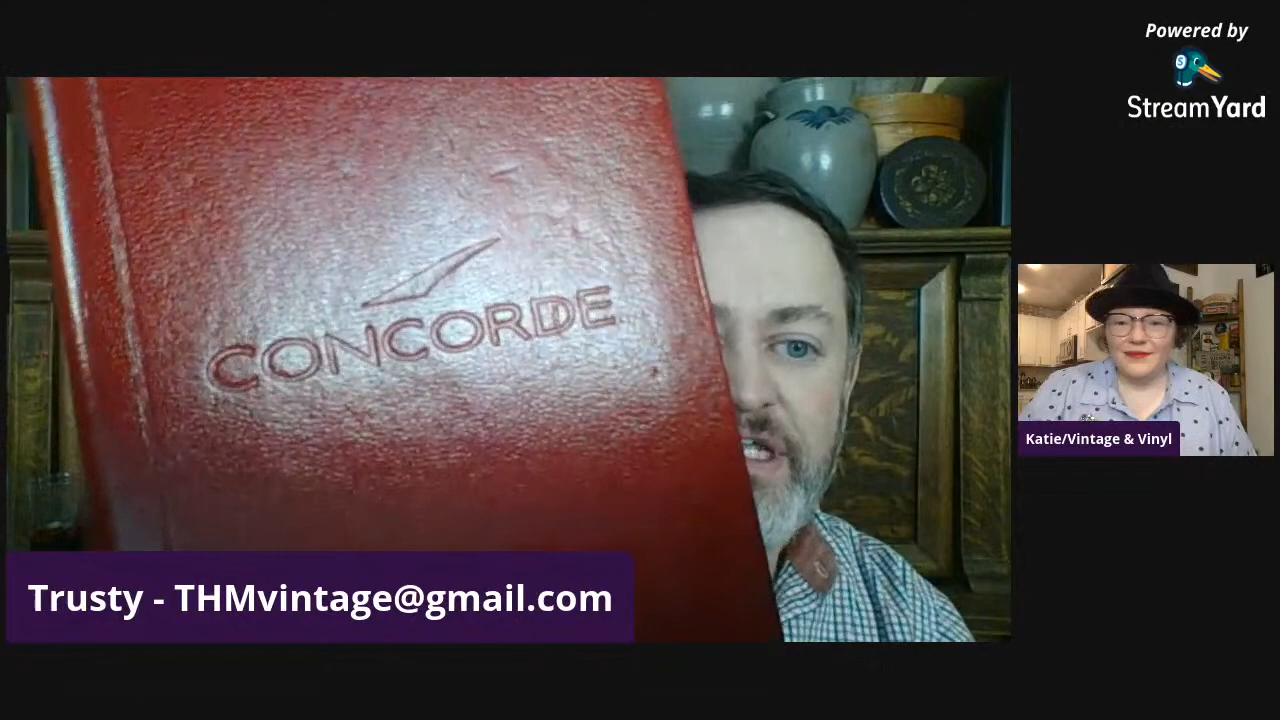 Powered by
StreamYard
CONCORDE
Katie/Vintage & Vinyl
Trusty - THMvintage@gmail.com